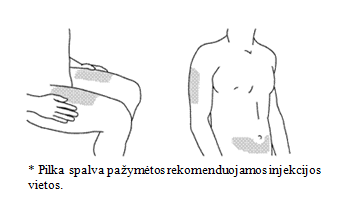 * Pilka spalva pažymėtos rekomenduojamos injekcijos
vietos.